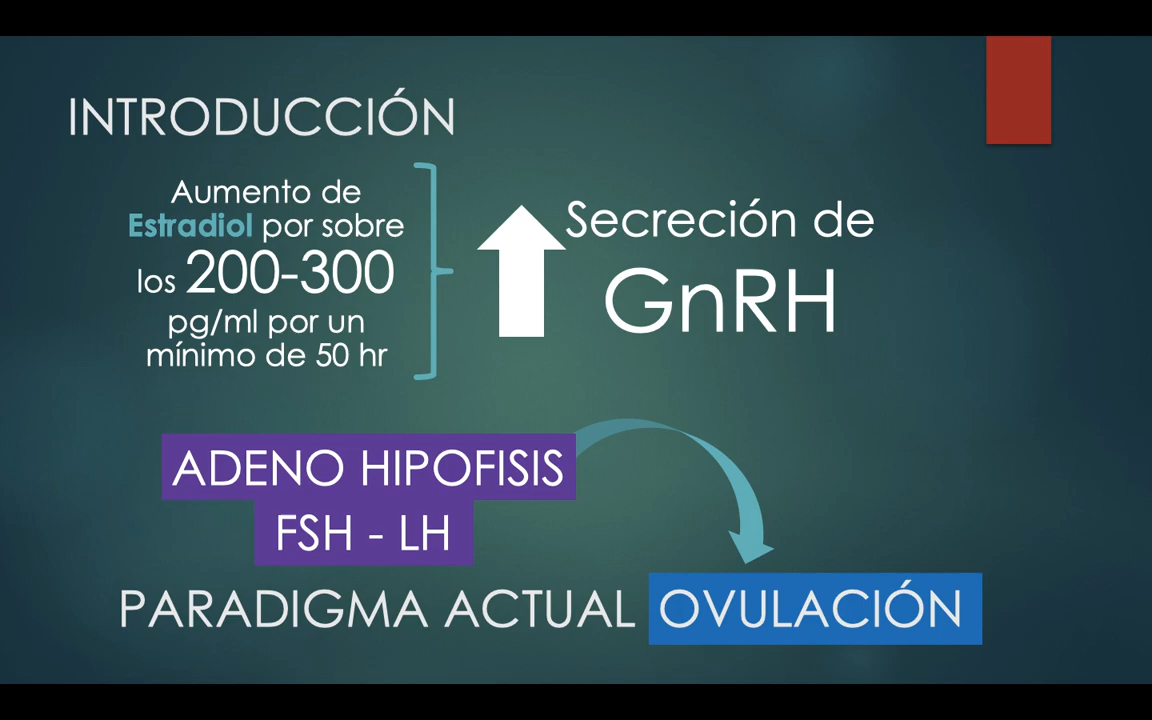 INTRODUCCIÓN
Aumento de
Estradiol por sobre
los 200-300
pg/ml por un
mínimo de 50 hr
Secreción de
GnRH
ADENO HIPOFISIS
FSH - LH
PARADIGMA ACTUAL OVULACIÓN